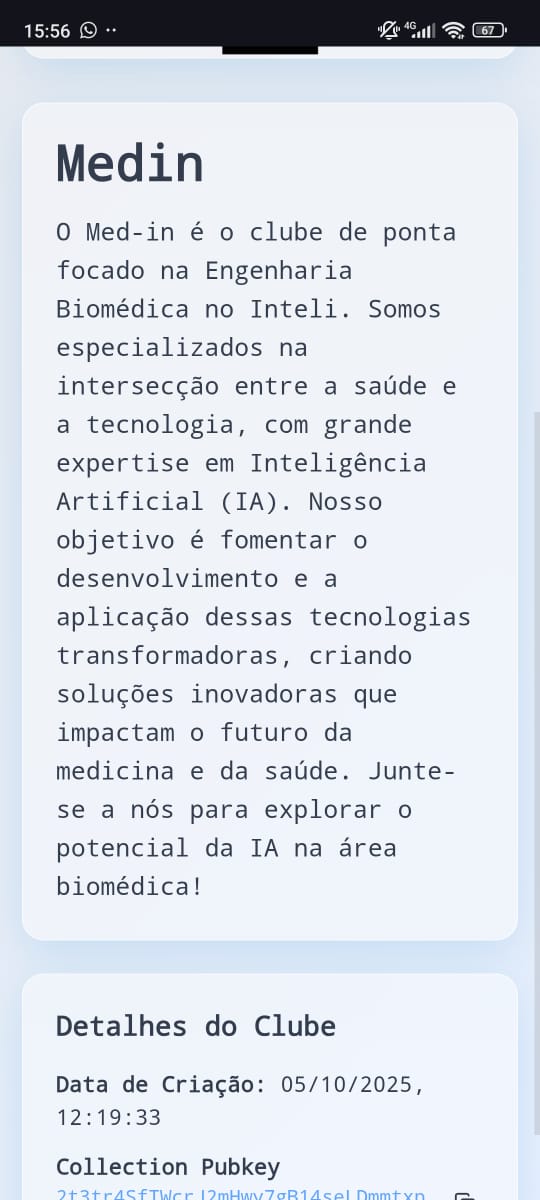 15:56
4G
67
Medin
O Med-in é o clube de ponta
focado na Engenharia
Biomédica no Inteli. Somos
especializados na
intersecção entre a saúde e
a tecnologia, com grande
expertise em Inteligência
Artificial (IA). Nosso
objetivo é fomentar o
desenvolvimento e a
aplicação dessas tecnologias
transformadoras, criando
soluções inovadoras que
impactam o futuro da
medicina e da saúde. Junte-
se a nós para explorar o
potencial da IA na área
biomédica!
Detalhes do Clube
Data de Criação: 05/10/2025,
12:19:33
Collection Pubkey